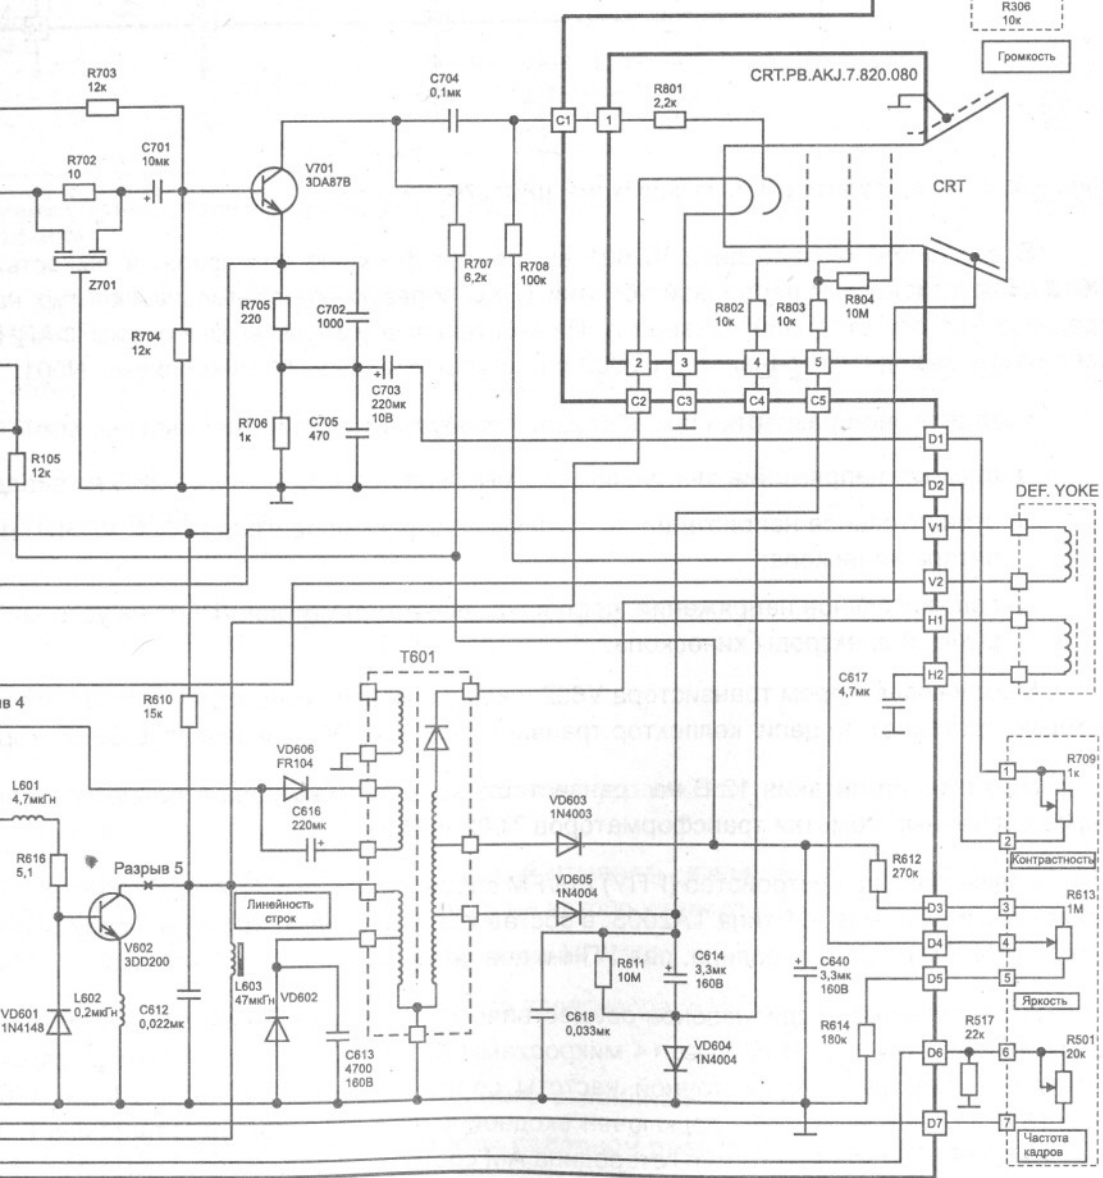 R306
10к
Громкость
CRT.PB.AKJ.7.820.080
R703
12к
C704
0,1мк
R801
2,2к
C1
1
R702
10
C701
10мк
+
V701
3DA87B
CRT
Z701
R707
6,2к
R708
100к
R705
220
C702
1000
R704
12к
R802
10к
R803
10к
R804
10М
+
C703
220мк
10В
2
3
4
5
C2
C3
C4
C5
R706
1к
C705
470
D1
R105
12к
D2
DEF. YOKE
V1
V2
H1
T601
H2
C617
4,7мк
в 4
R610
15к
VD606
FR104
R709
1к
1
L601
4,7мкГн
C616
220мк
+
VD603
1N4003
2
Контрастность
R616
5,1
Разрыв 5
Линейность
строк
VD605
1N4004
R612
270к
R613
1М
D3
3
V602
3DD200
D4
4
L603
47мкГн
VD602
R611
10М
+
C614
3,3мк
160В
C640
3,3мк
160В
D5
5
VD601
1N4148
L602
0,2мкГн
C612
0,022мк
C618
0,033мк
Яркость
C613
4700
160В
VD604
1N4004
R614
180к
R517
22к
R501
20к
D6
6
D7
7
Частота
кадров